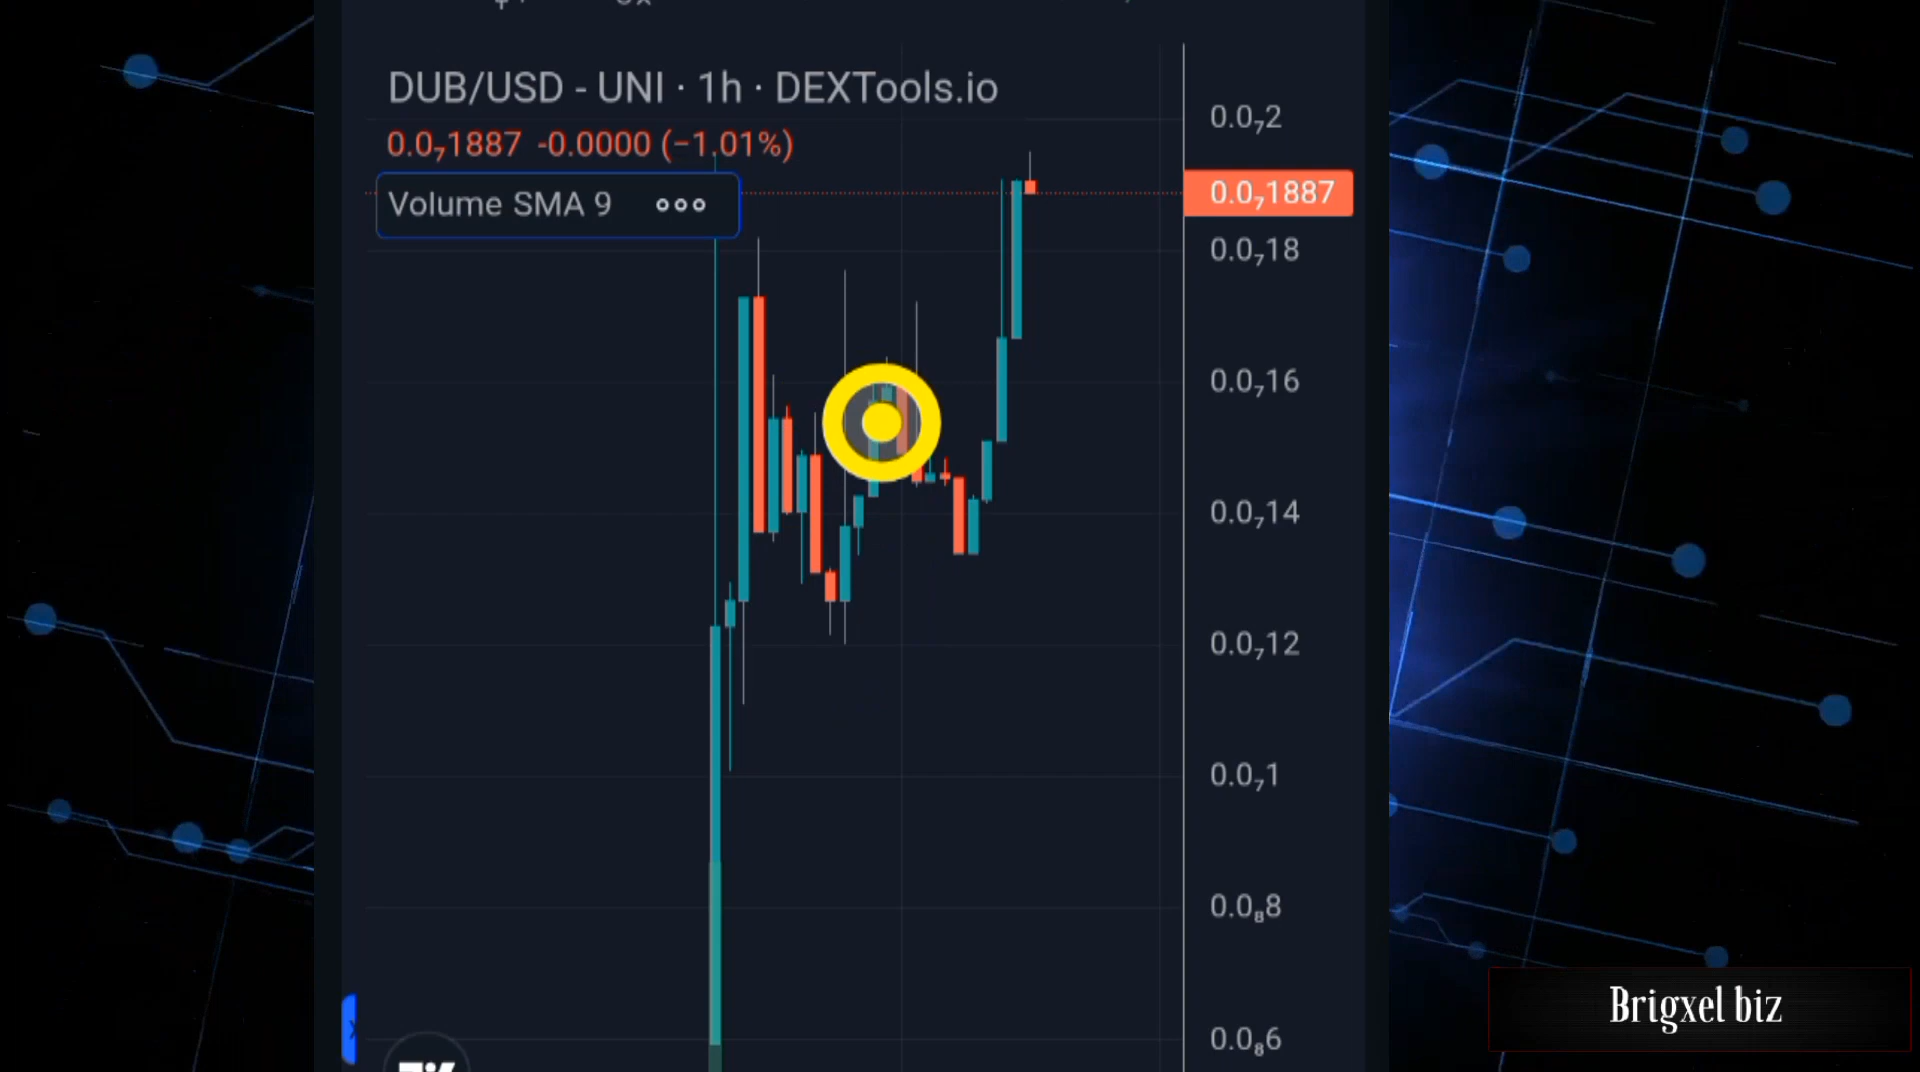 DUB/USD - UNI · 1h · DEXTools.io
0.0₇1887 -0.0000 (−1.01%)
Volume SMA 9
0.0₇2
0.0₇1887
0.0₇18
0.0₇16
0.0₇14
0.0₇12
0.0₇1
0.0₈8
0.0₈6
Brigxel biz